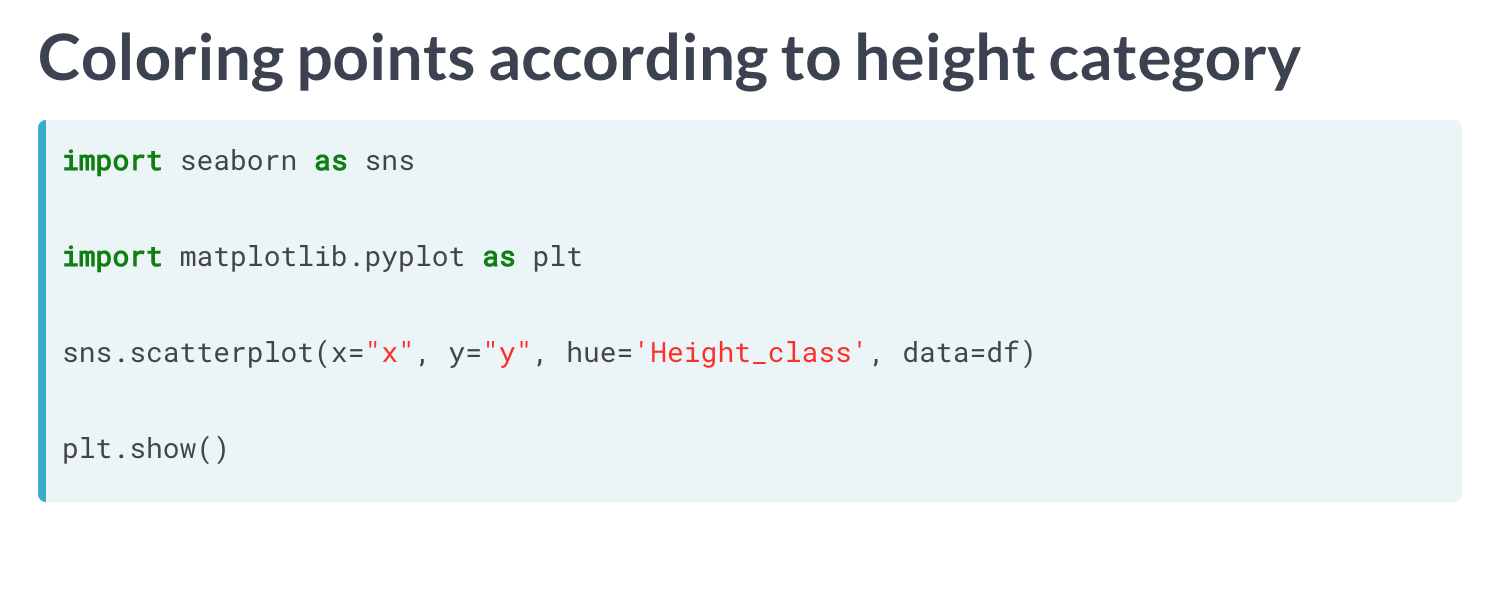 Coloring points according to height category
import seaborn as sns
import matplotlib.pyplot as plt
sns.scatterplot(x="x", y="y", hue='Height_class', data=df)
plt.show()